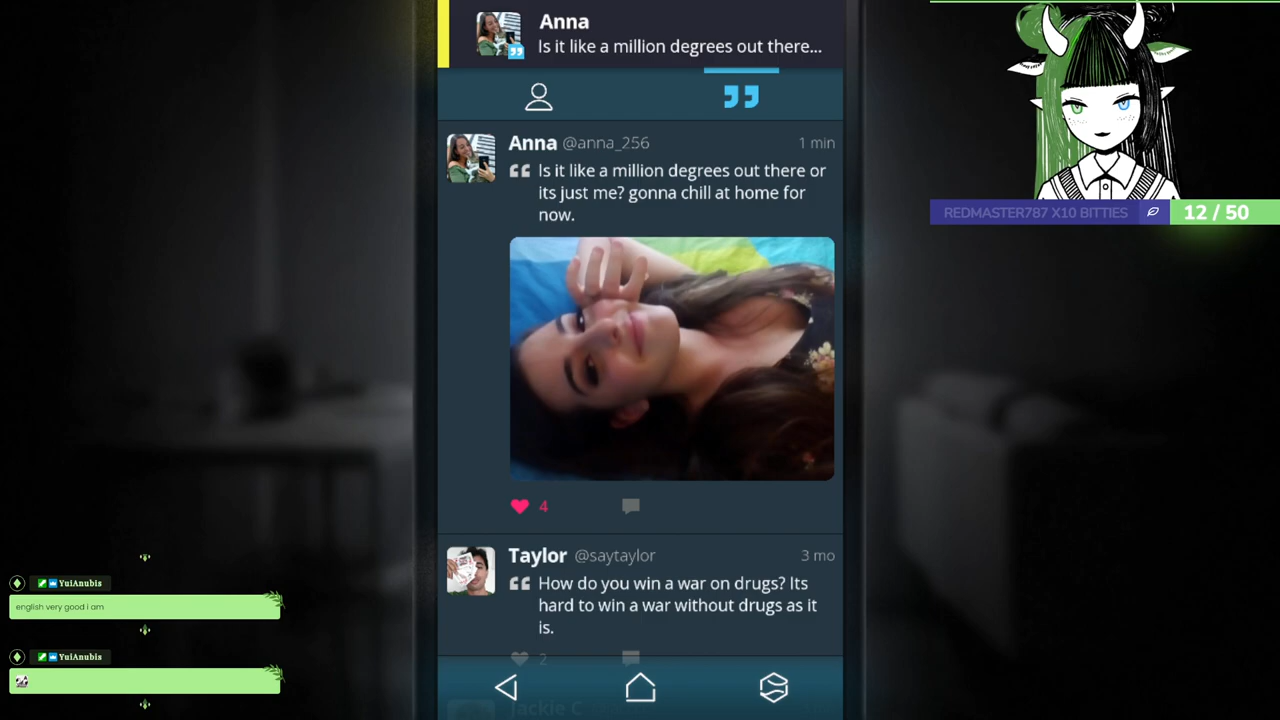 Anna
Is it like a million degrees out there...
Anna @anna_256 1 min
Is it like a million degrees out there or
its just me? gonna chill at home for
now.
4
Taylor @saytaylor 3 mo
How do you win a war on drugs? Its
hard to win a war without drugs as it
is.
2
Jackie C
REDMASTER787 X10 BITTIES
12 / 50
YuiAnubis
english very good i am
YuiAnubis